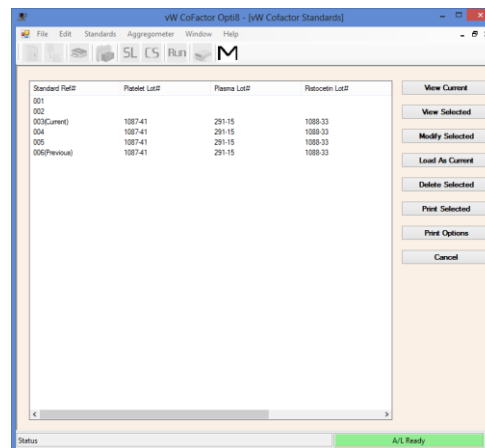 vW CoFactor Opti8 - [vW Cofactor Standards]
File Edit Standards Aggregometer Window Help
SL CS Run M
Standard Ref# Platelet Lot# Plasma Lot# Ristocetin Lot#
001
002
003(Current) 1087-41 291-15 1088-33
004 1087-41 291-15 1088-33
005 1087-41 291-15 1088-33
006(Previous) 1087-41 291-15 1088-33
View Current
View Selected
Modify Selected
Load As Current
Delete Selected
Print Selected
Print Options
Cancel
Status A/L Ready